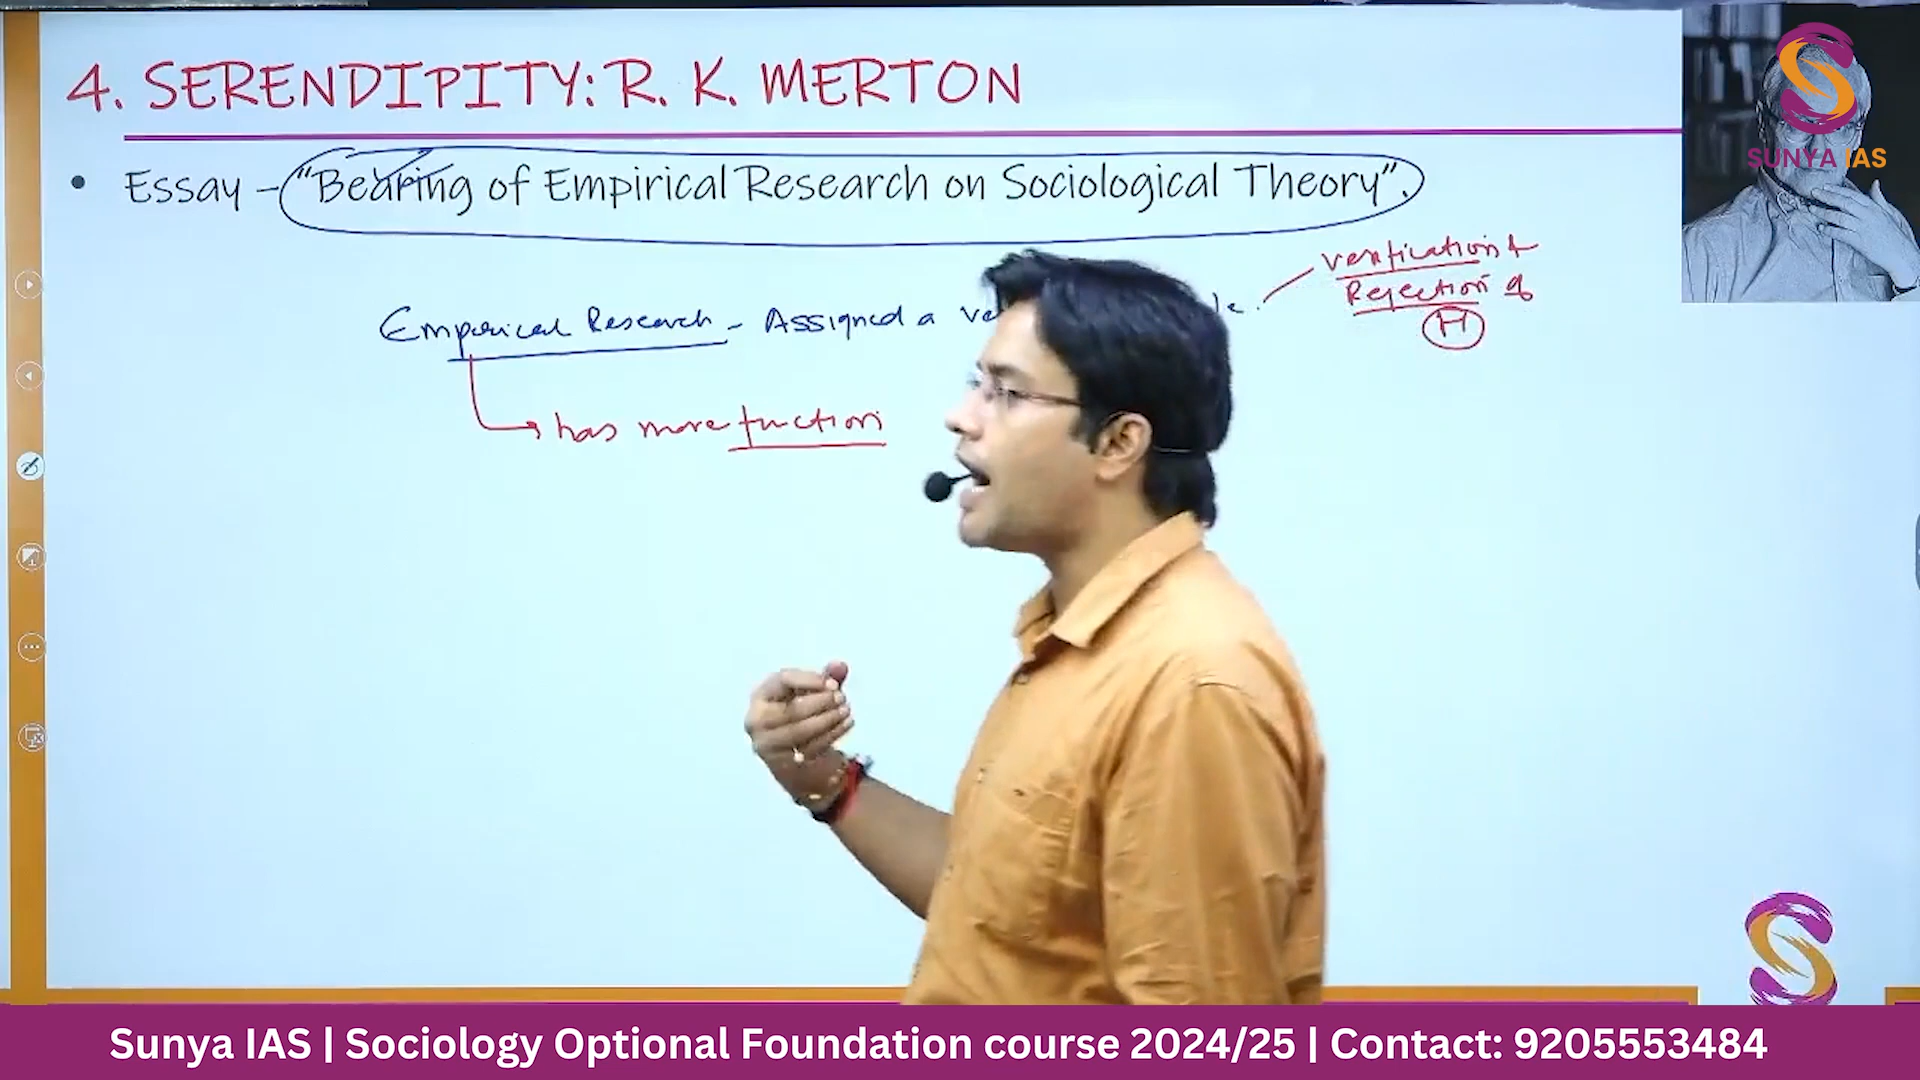 4. SERENDIPITY: R. K. MERTON
SUNYA IAS
• Essay – "Bearing of Empirical Research on Sociological Theory".
Verification &
Rejection of
H
Empirical Research - Assigned a
has more function
Sunya IAS | Sociology Optional Foundation course 2024/25 | Contact: 9205553484